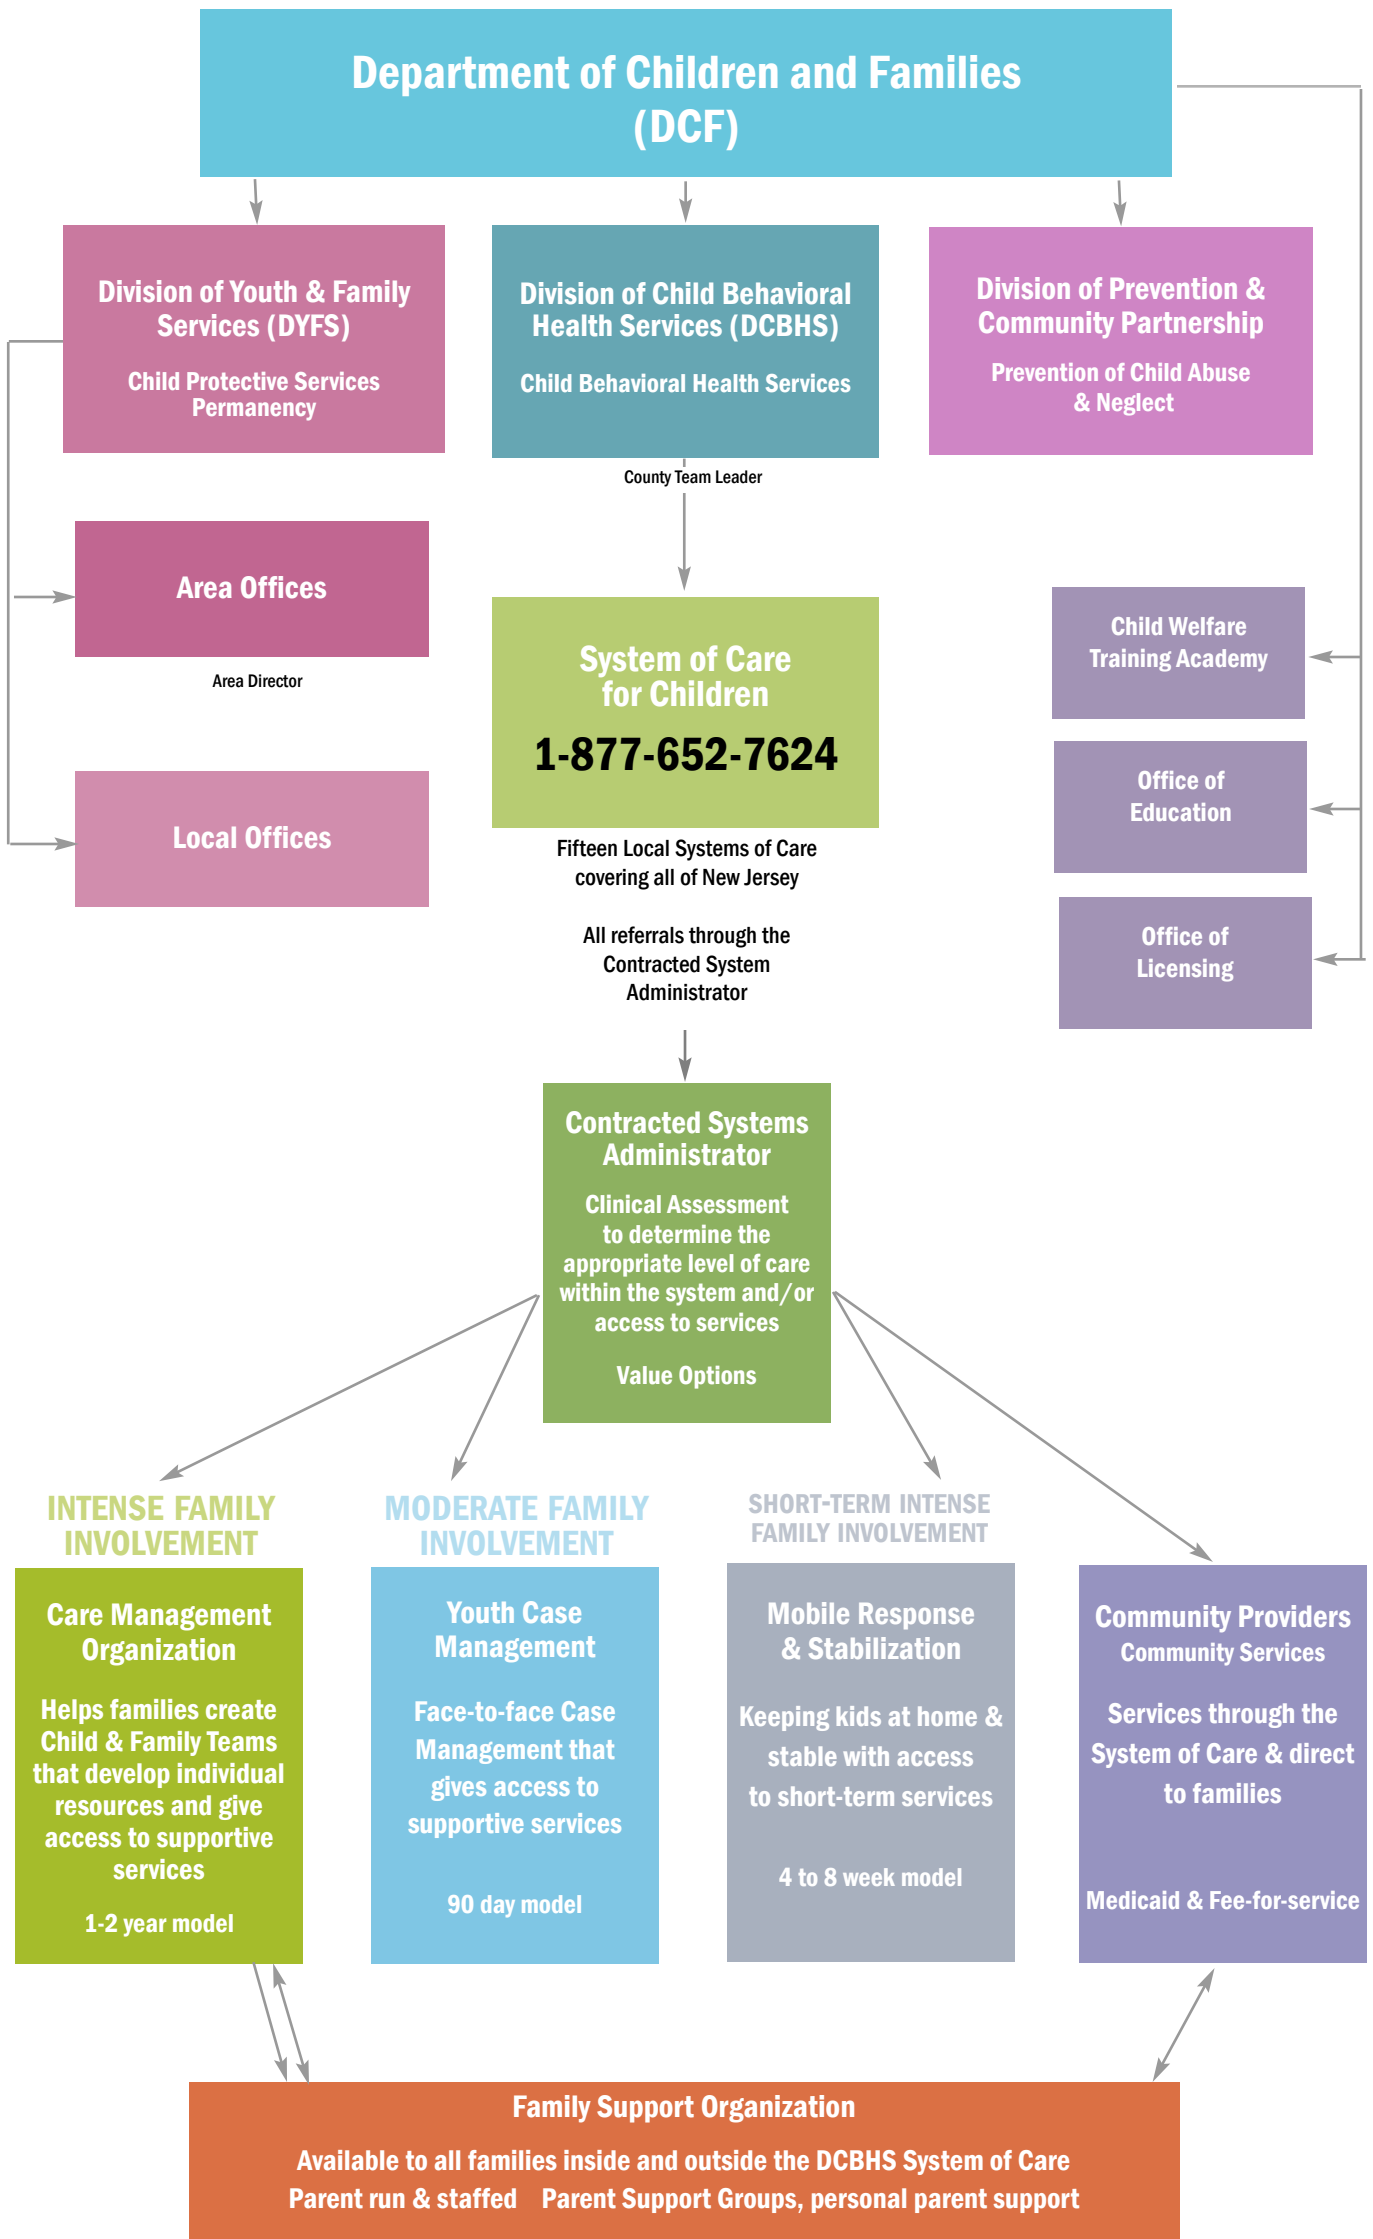 Department of Children and Families
(DCF)
Division of Youth & Family
Services (DYFS)
Child Protective Services
Permanency
Division of Child Behavioral
Health Services (DCBHS)
Child Behavioral Health Services
Division of Prevention &
Community Partnership
Prevention of Child Abuse
& Neglect
County Team Leader
Area Offices
Area Director
Local Offices
System of Care
for Children
1-877-652-7624
Fifteen Local Systems of Care
covering all of New Jersey
All referrals through the
Contracted System
Administrator
Child Welfare
Training Academy
Office of
Education
Office of
Licensing
Contracted Systems
Administrator
Clinical Assessment
to determine the
appropriate level of care
within the system and/or
access to services
Value Options
INTENSE FAMILY
INVOLVEMENT
Care Management
Organization
Helps families create
Child & Family Teams
that develop individual
resources and give
access to supportive
services
1-2 year model
MODERATE FAMILY
INVOLVEMENT
Youth Case
Management
Face-to-face Case
Management that
gives access to
supportive services
90 day model
SHORT-TERM INTENSE
FAMILY INVOLVEMENT
Mobile Response
& Stabilization
Keeping kids at home &
stable with access
to short-term services
4 to 8 week model
Community Providers
Community Services
Services through the
System of Care & direct
to families
Medicaid & Fee-for-service
Family Support Organization
Available to all families inside and outside the DCBHS System of Care
Parent run & staffed Parent Support Groups, personal parent support